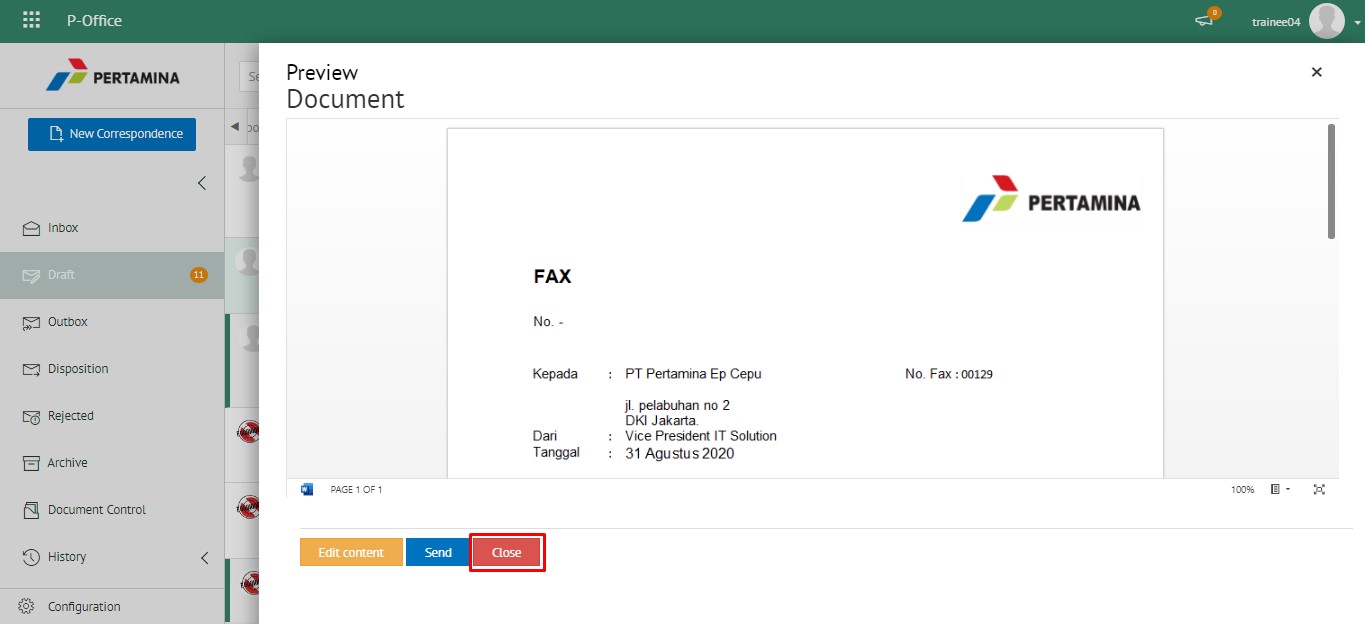 P-Office
0
trainee04
PERTAMINA
New Correspondence
Inbox
Draft
11
Outbox
Disposition
Rejected
Archive
Document Control
History
Configuration
Preview
Document
PERTAMINA
FAX
No. -
Kepada : PT Pertamina Ep Cepu No. Fax : 00129
jl. pelabuhan no 2
DKI Jakarta.
Dari : Vice President IT Solution
Tanggal : 31 Agustus 2020
PAGE 1 OF 1
100%
Edit content
Send
Close